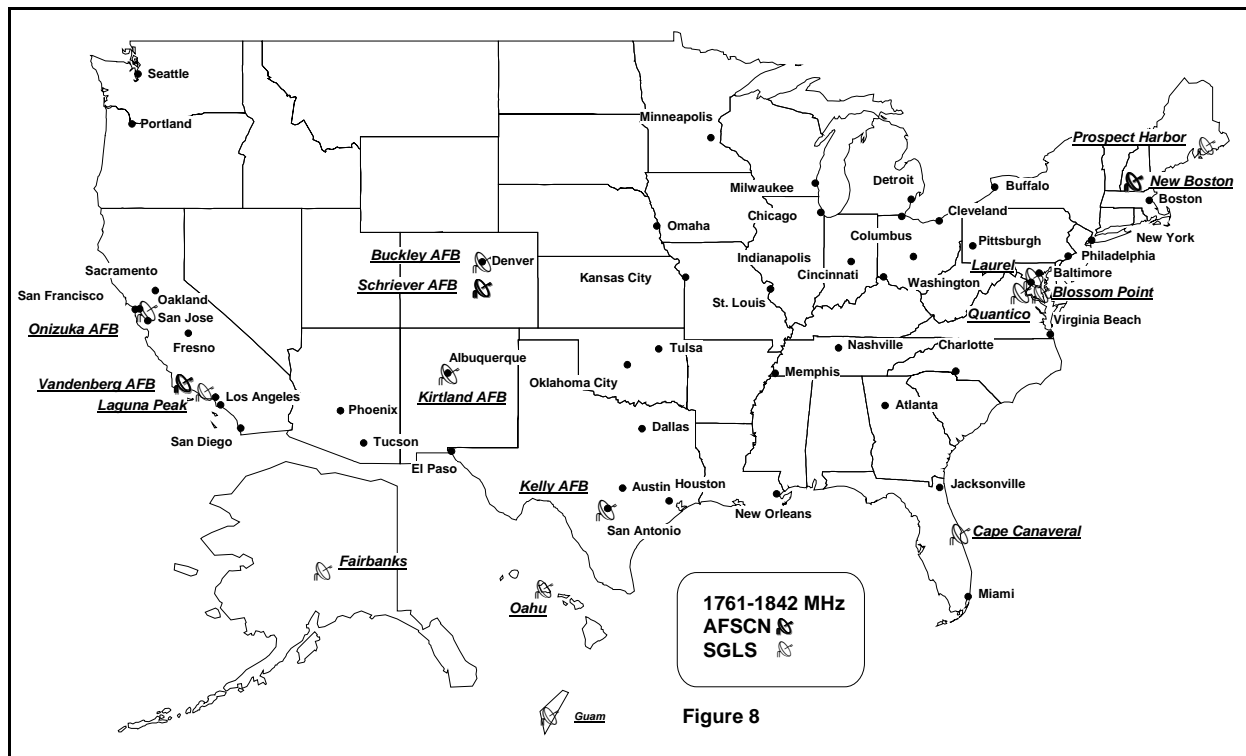 Seattle
Portland
Minneapolis
Prospect Harbor
New Boston
Boston
Buffalo
Milwaukee
Detroit
Chicago
Cleveland
Omaha
Columbus
Pittsburgh
New York
Philadelphia
Buckley AFB
Denver
Schriever AFB
Kansas City
Indianapolis
Cincinnati
St. Louis
Laurel
Baltimore
Washington
Blossom Point
Quantico
Virginia Beach
Sacramento
San Francisco
Oakland
San Jose
Onizuka AFB
Fresno
Vandenberg AFB
Laguna Peak
Los Angeles
San Diego
Albuquerque
Kirtland AFB
Phoenix
Tucson
El Paso
Tulsa
Oklahoma City
Nashville
Charlotte
Memphis
Atlanta
Dallas
Kelly AFB
Austin
Houston
San Antonio
New Orleans
Jacksonville
Cape Canaveral
Miami
Fairbanks
Oahu
Guam
1761-1842 MHz
AFSCN
SGLS
Figure 8